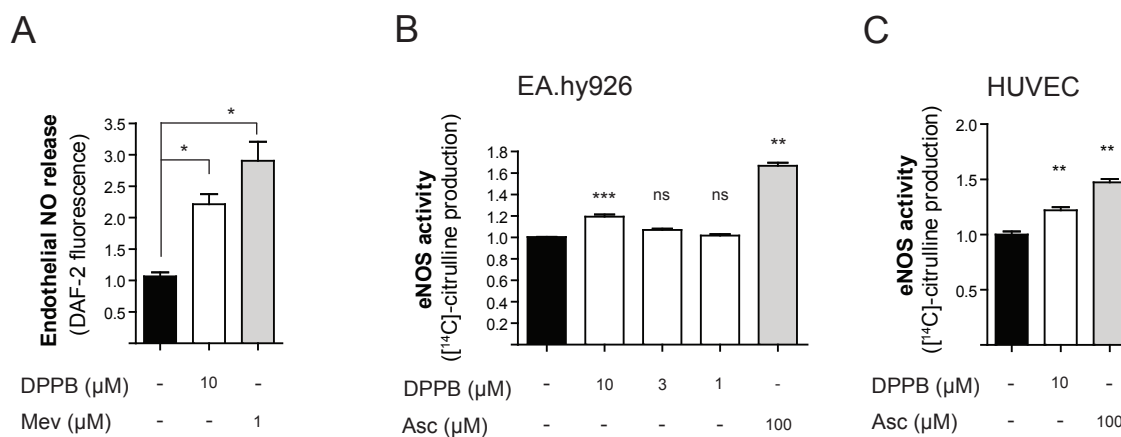 A
Endothelial NO release
(DAF-2 fluorescence)
3.5
3.0
2.5
2.0
1.5
1.0
0.5
*
*
DPPB (µM) - 10 -
Mev (µM) - - 1
B
EA.hy926
eNOS activity
([¹⁴C]-citrulline production)
1.8
1.6
1.4
1.2
1.0
0.8
0.6
0.4
0.2
*** ns ns **
DPPB (µM) - 10 3 1 -
Asc (µM) - - - - 100
C
HUVEC
eNOS activity
([¹⁴C]-citrulline production)
2.0
1.5
1.0
0.5
** **
DPPB (µM) - 10 -
Asc (µM) - - 100